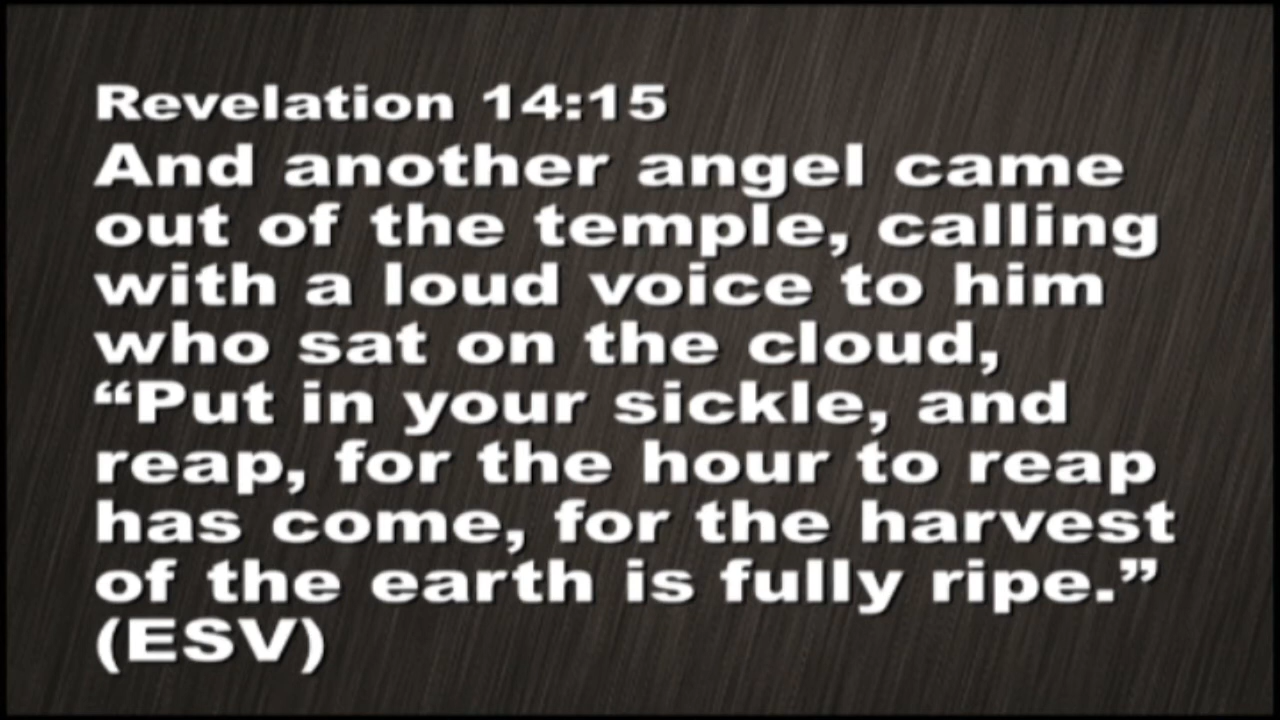 Revelation 14:15
And another angel came
out of the temple, calling
with a loud voice to him
who sat on the cloud,
“Put in your sickle, and
reap, for the hour to reap
has come, for the harvest
of the earth is fully ripe.”
(ESV)